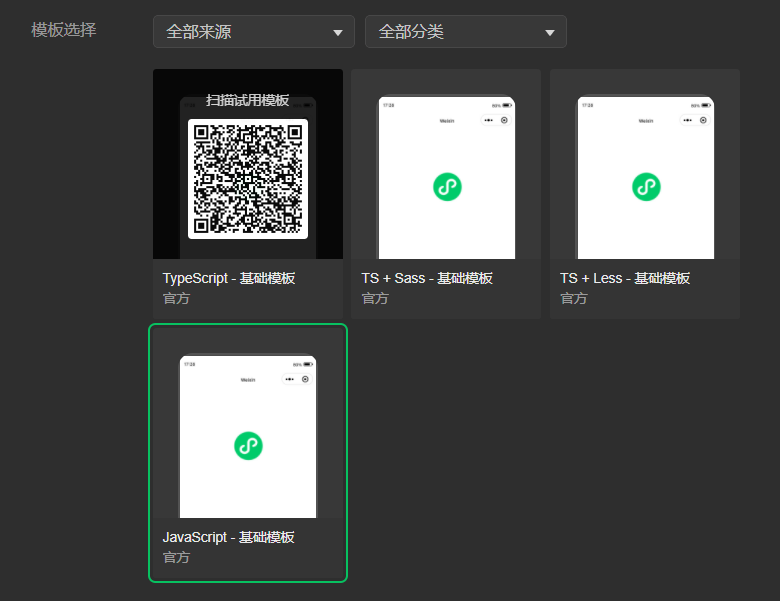 模板选择
全部来源
全部分类
扫描试用模板
17:28
Weixin
17:28
Weixin
TypeScript - 基础模板
官方
TS + Sass - 基础模板
官方
TS + Less - 基础模板
官方
17:28
Weixin
JavaScript - 基础模板
官方